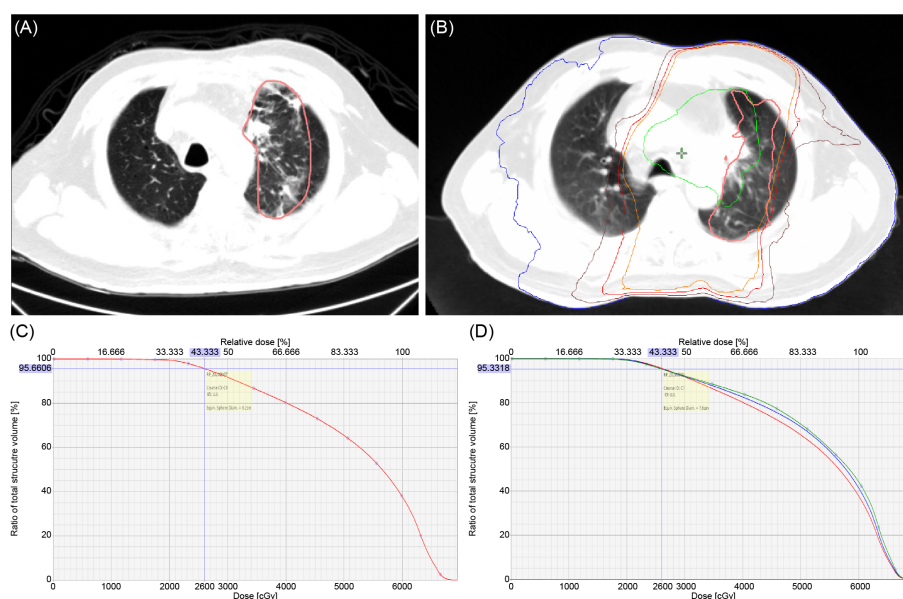 (A)
(B)
(C)
Relative dose [%]
0 16.666 33.333 43.333 50 66.666 83.333 100
100
95.6606
80
60
40
20
0
Ratio of total strucutre volume [%]
0 1000 2000 2600 3000 4000 5000 6000
Dose [cGy]
(D)
Relative dose [%]
0 16.666 33.333 43.333 50 66.666 83.333 100
100
95.3318
80
60
40
20
0
Ratio of total strucutre volume [%]
0 1000 2000 2600 3000 4000 5000 6000
Dose [cGy]